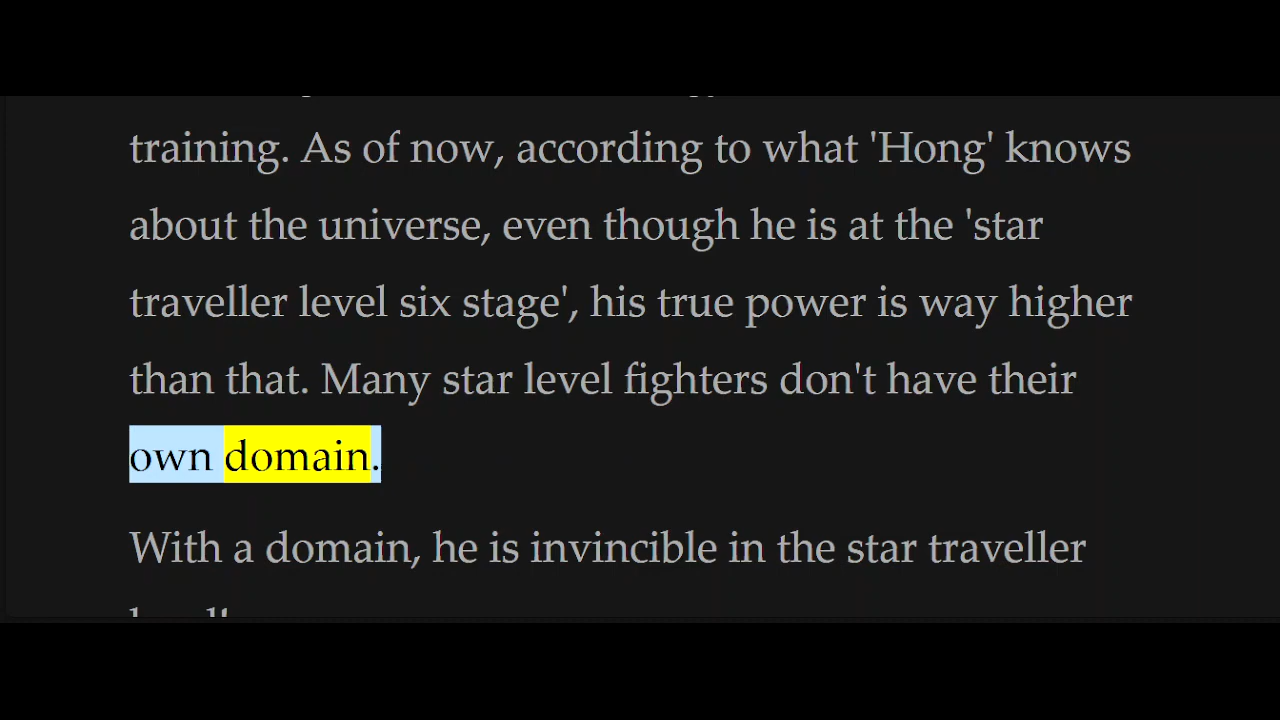 training. As of now, according to what 'Hong' knows
about the universe, even though he is at the 'star
traveller level six stage', his true power is way higher
than that. Many star level fighters don't have their
own domain.
With a domain, he is invincible in the star traveller